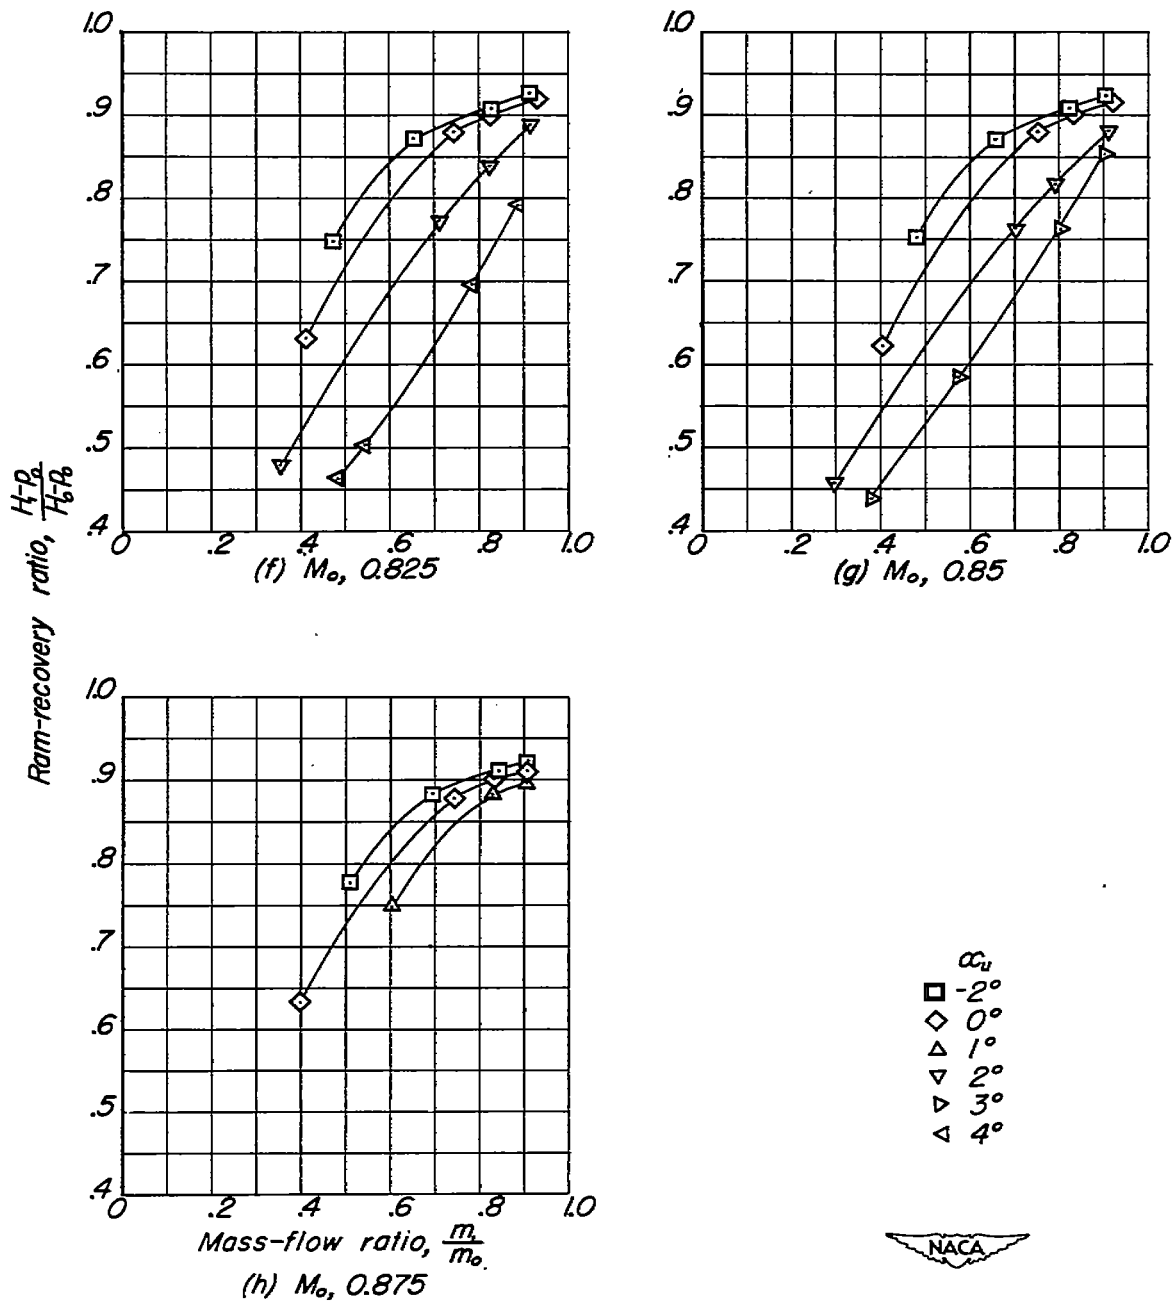 1.0
.9
.8
.7
.6
.5
.4
0 .2 .4 .6 .8 1.0
(f) M₀, 0.825
1.0
.9
.8
.7
.6
.5
.4
0 .2 .4 .6 .8 1.0
(g) M₀, 0.85
Ram-recovery ratio, H₁-p₀/H₀-p₀
1.0
.9
.8
.7
.6
.5
.4
0 .2 .4 .6 .8 1.0
Mass-flow ratio, m₁/m₀
(h) M₀, 0.875
αᵤ
-2°
0°
1°
2°
3°
4°
NACA